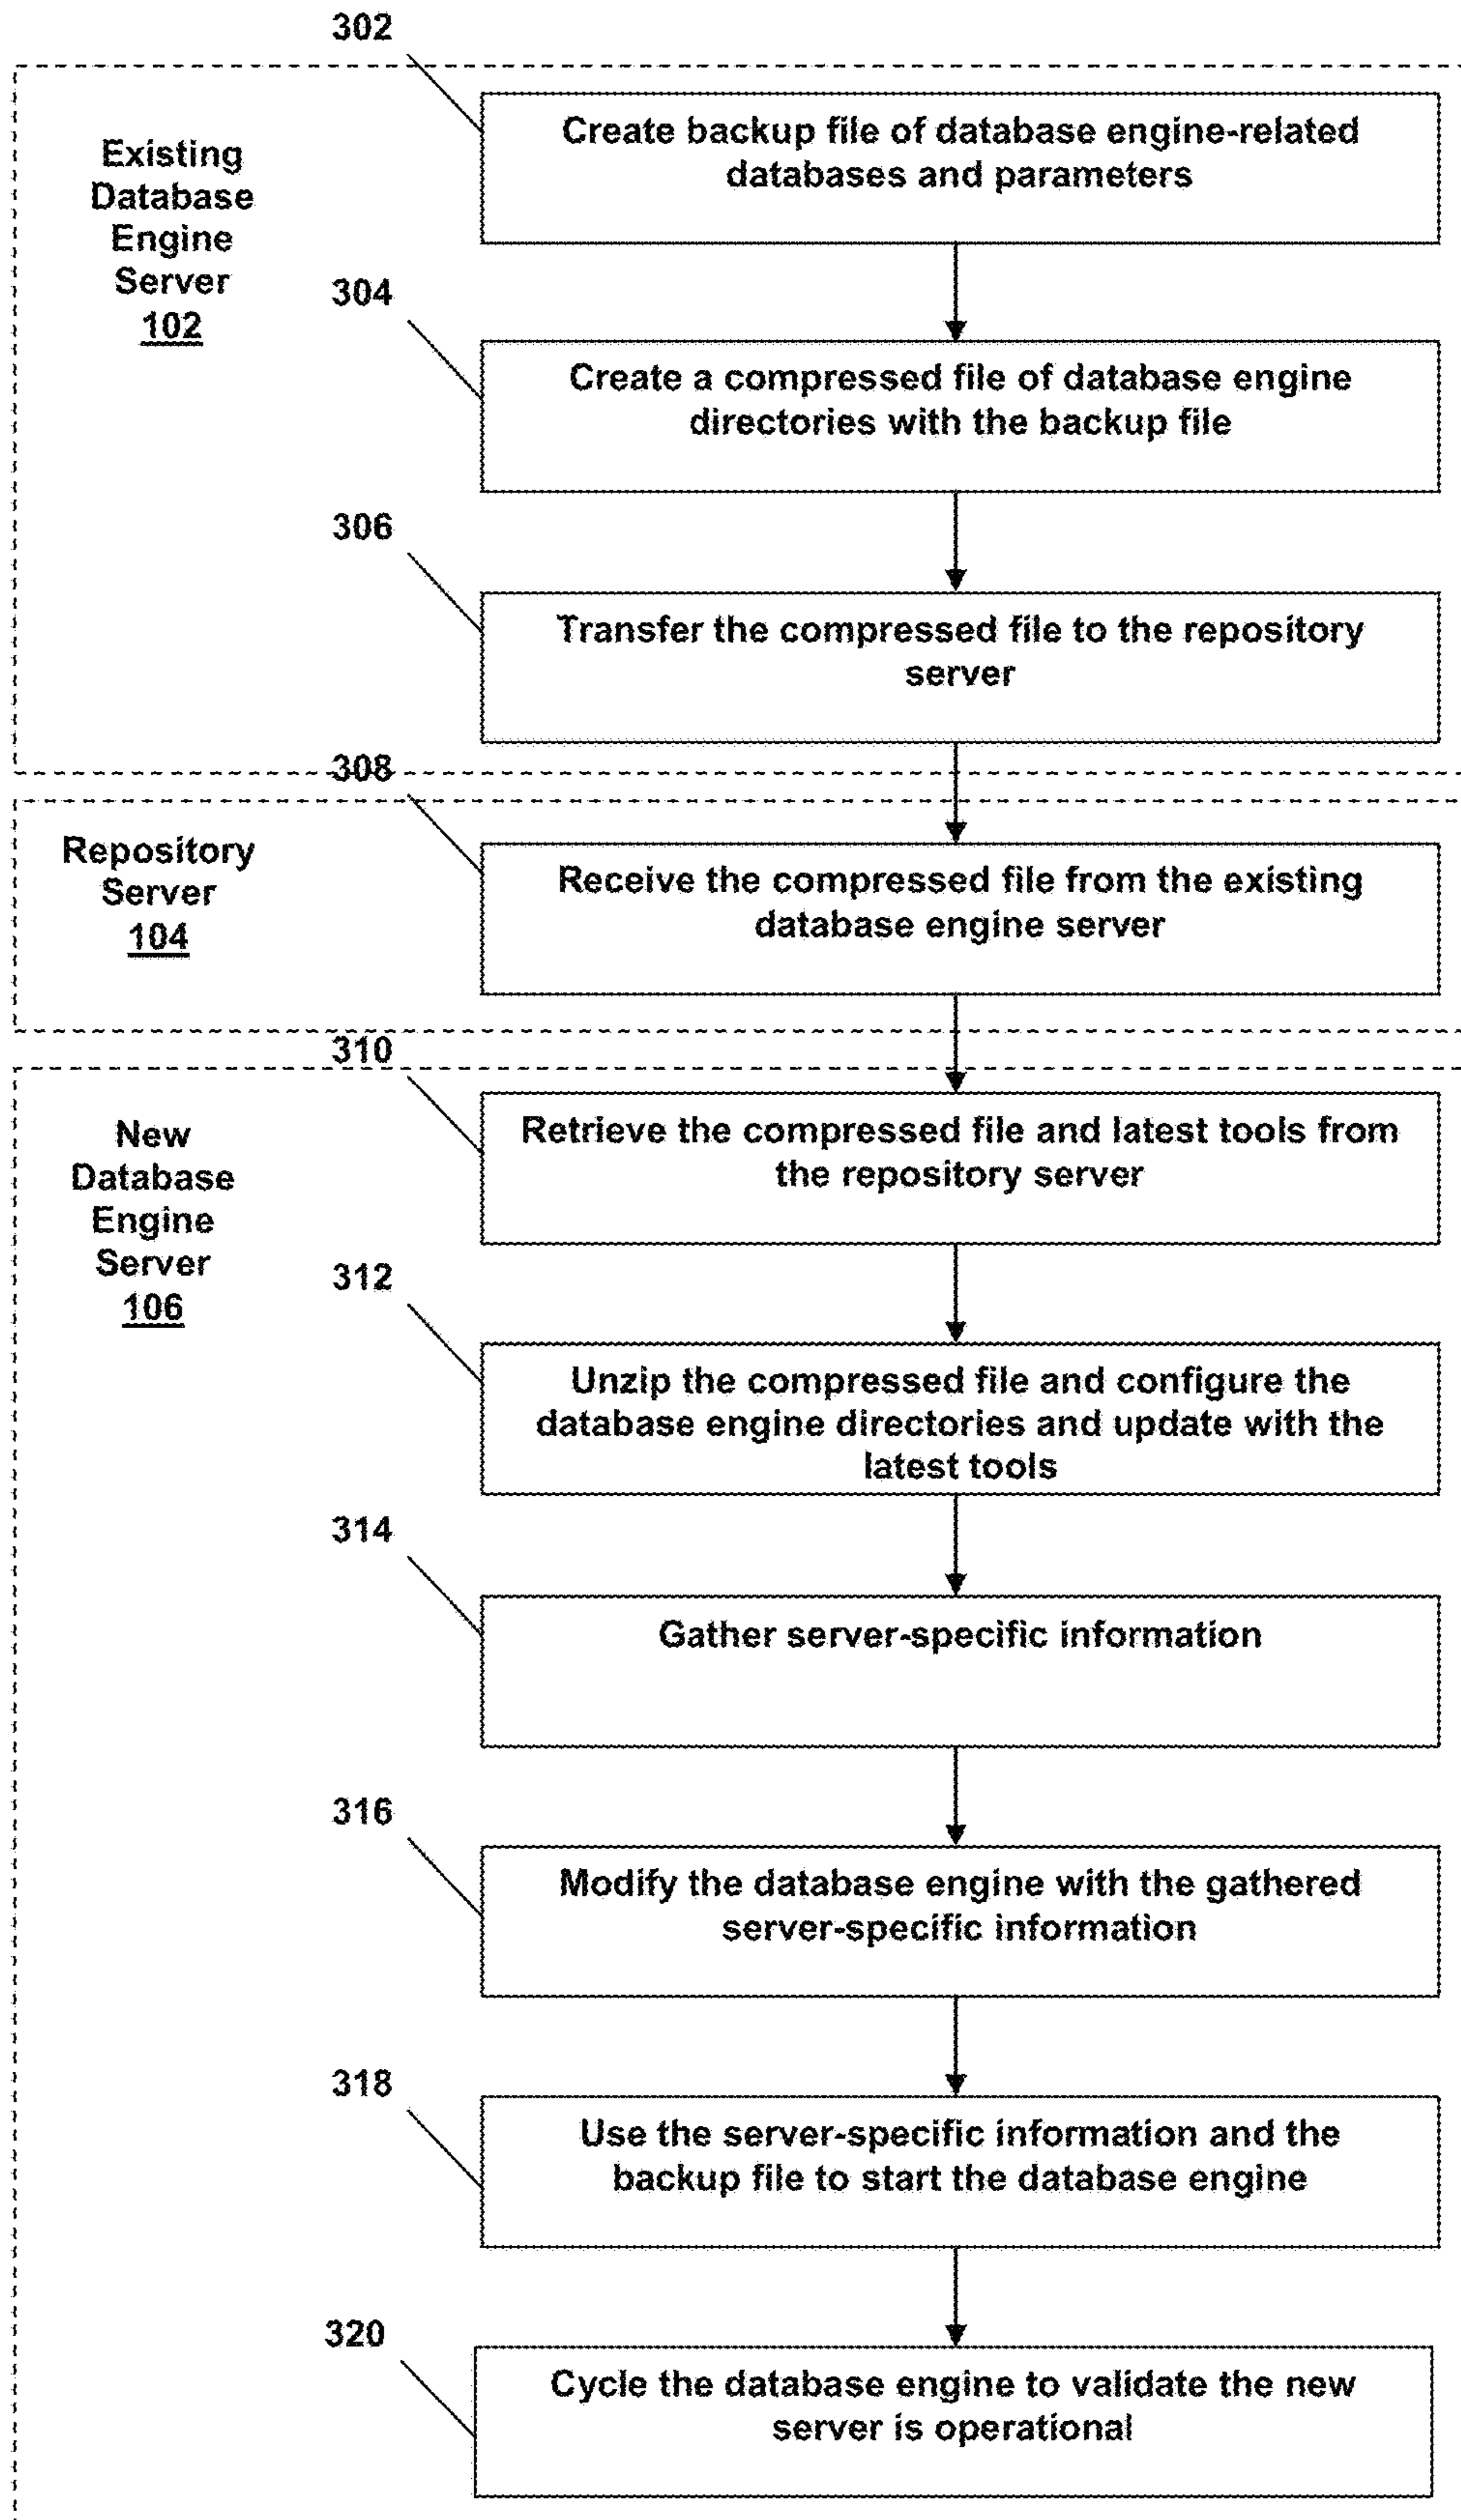 302
Existing
Database
Engine
Server
102
Create backup file of database engine-related
databases and parameters
304
Create a compressed file of database engine
directories with the backup file
306
Transfer the compressed file to the repository
server
308
Repository
Server
104
Receive the compressed file from the existing
database engine server
310
New
Database
Engine
Server
106
Retrieve the compressed file and latest tools from
the repository server
312
Unzip the compressed file and configure the
database engine directories and update with the
latest tools
314
Gather server-specific information
316
Modify the database engine with the gathered
server-specific information
318
Use the server-specific information and the
backup file to start the database engine
320
Cycle the database engine to validate the new
server is operational